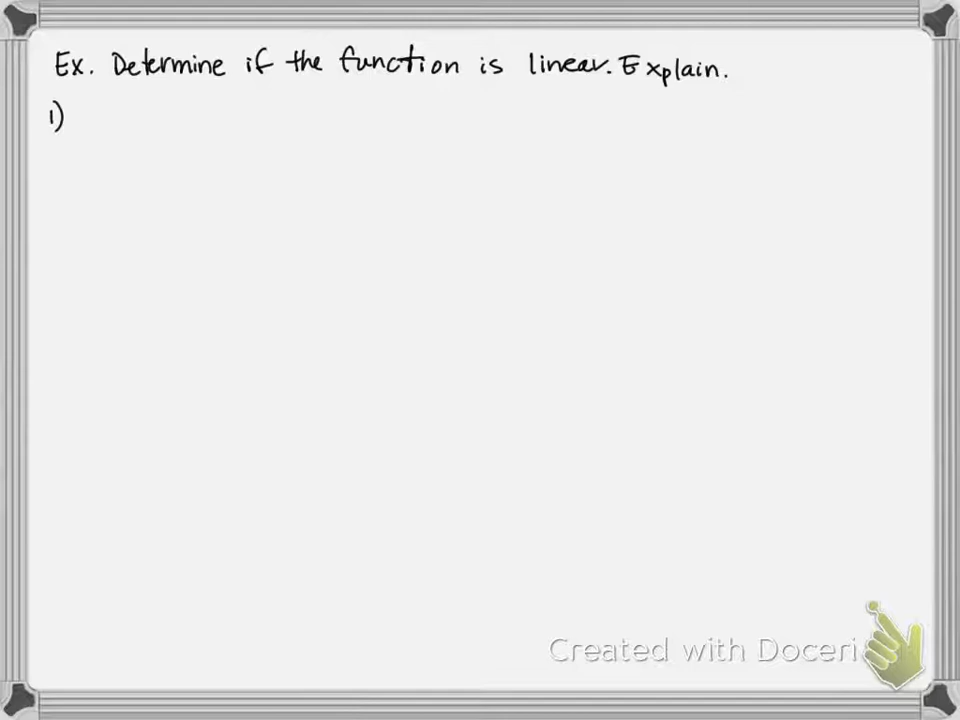 Ex. Determine if the function is linear. Explain.
1)
Created with Doceri